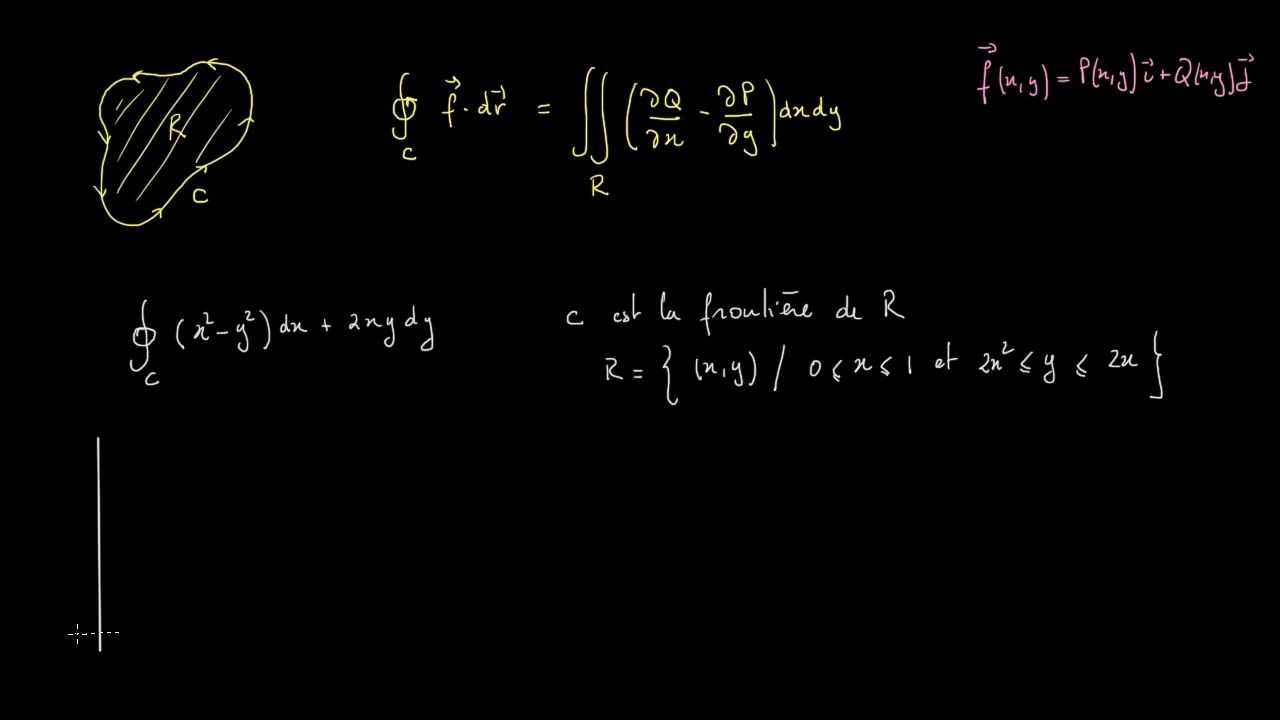 R
C
∮_C f⃗ · dr⃗ = ∬_R (∂Q/∂x - ∂P/∂y) dx dy
f⃗(x,y) = P(x,y) i⃗ + Q(x,y) j⃗
∮_C (x² - y²) dx + 2xy dy
C est la frontière de R
R = { (x,y) / 0 ≤ x ≤ 1 et 2x² ≤ y ≤ 2x }